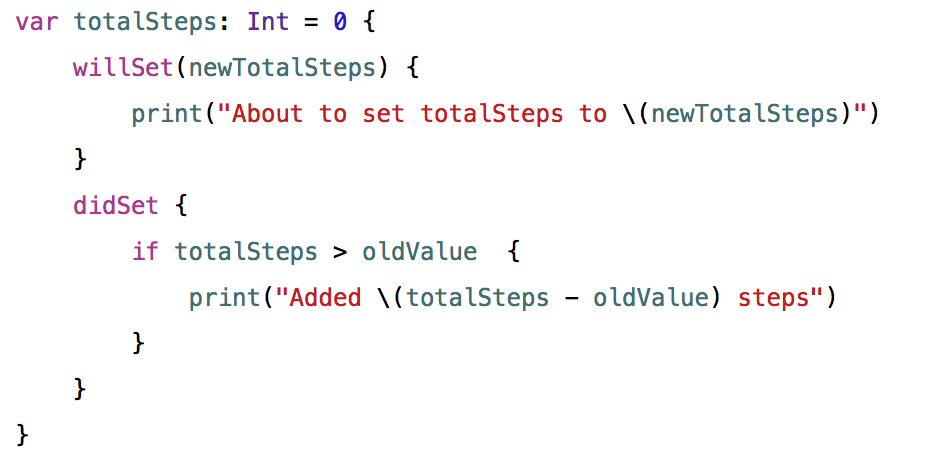 var totalSteps: Int = 0 {
    willSet(newTotalSteps) {
        print("About to set totalSteps to \(newTotalSteps)")
    }
    didSet {
        if totalSteps > oldValue  {
            print("Added \(totalSteps - oldValue) steps")
        }
    }
}